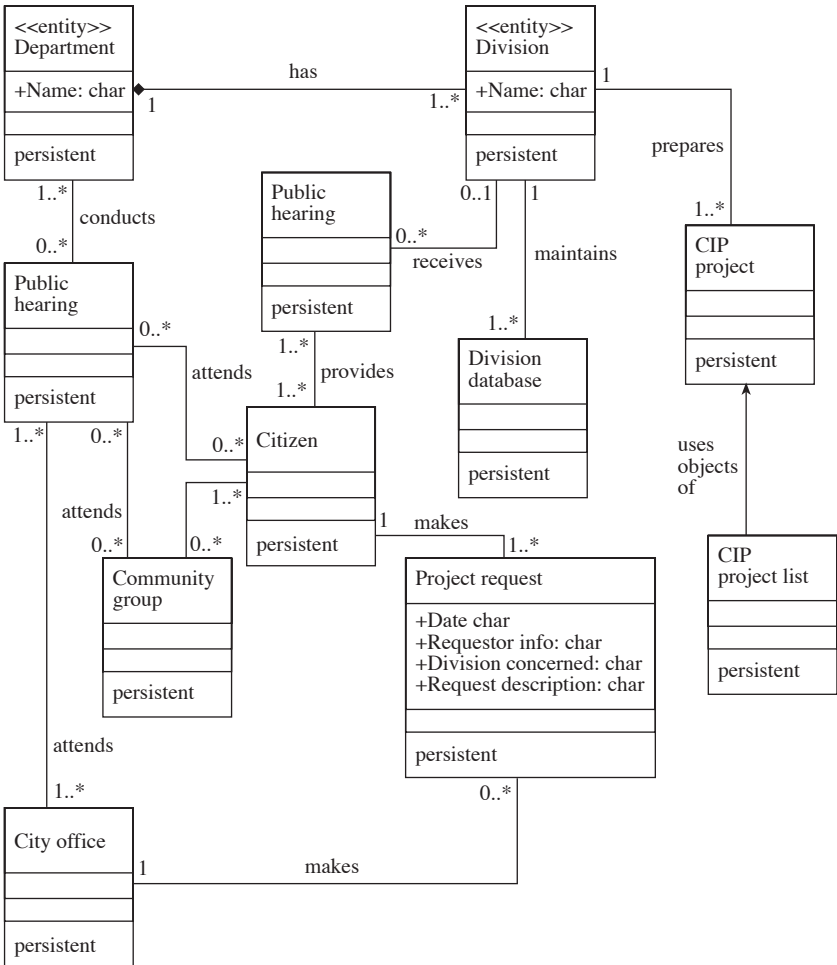 <<entity>>
Department
+Name: char
persistent
1
has
1..*
<<entity>>
Division
+Name: char
persistent
1
prepares
1..*
1..*
conducts
0..*
Public
hearing
persistent
0..1
1
0..*
receives
maintains
1..*
CIP
project
persistent
Public
hearing
persistent
0..*
attends
0..*
1..*
provides
1..*
Division
database
persistent
Citizen
persistent
uses
objects
of
1..*
0..*
attends
0..*
1..*
0..*
1
makes
1..*
Community
group
persistent
Project request
+Date char
+Requestor info: char
+Division concerned: char
+Request description: char
persistent
CIP
project list
persistent
attends
1..*
0..*
City office
persistent
1
makes